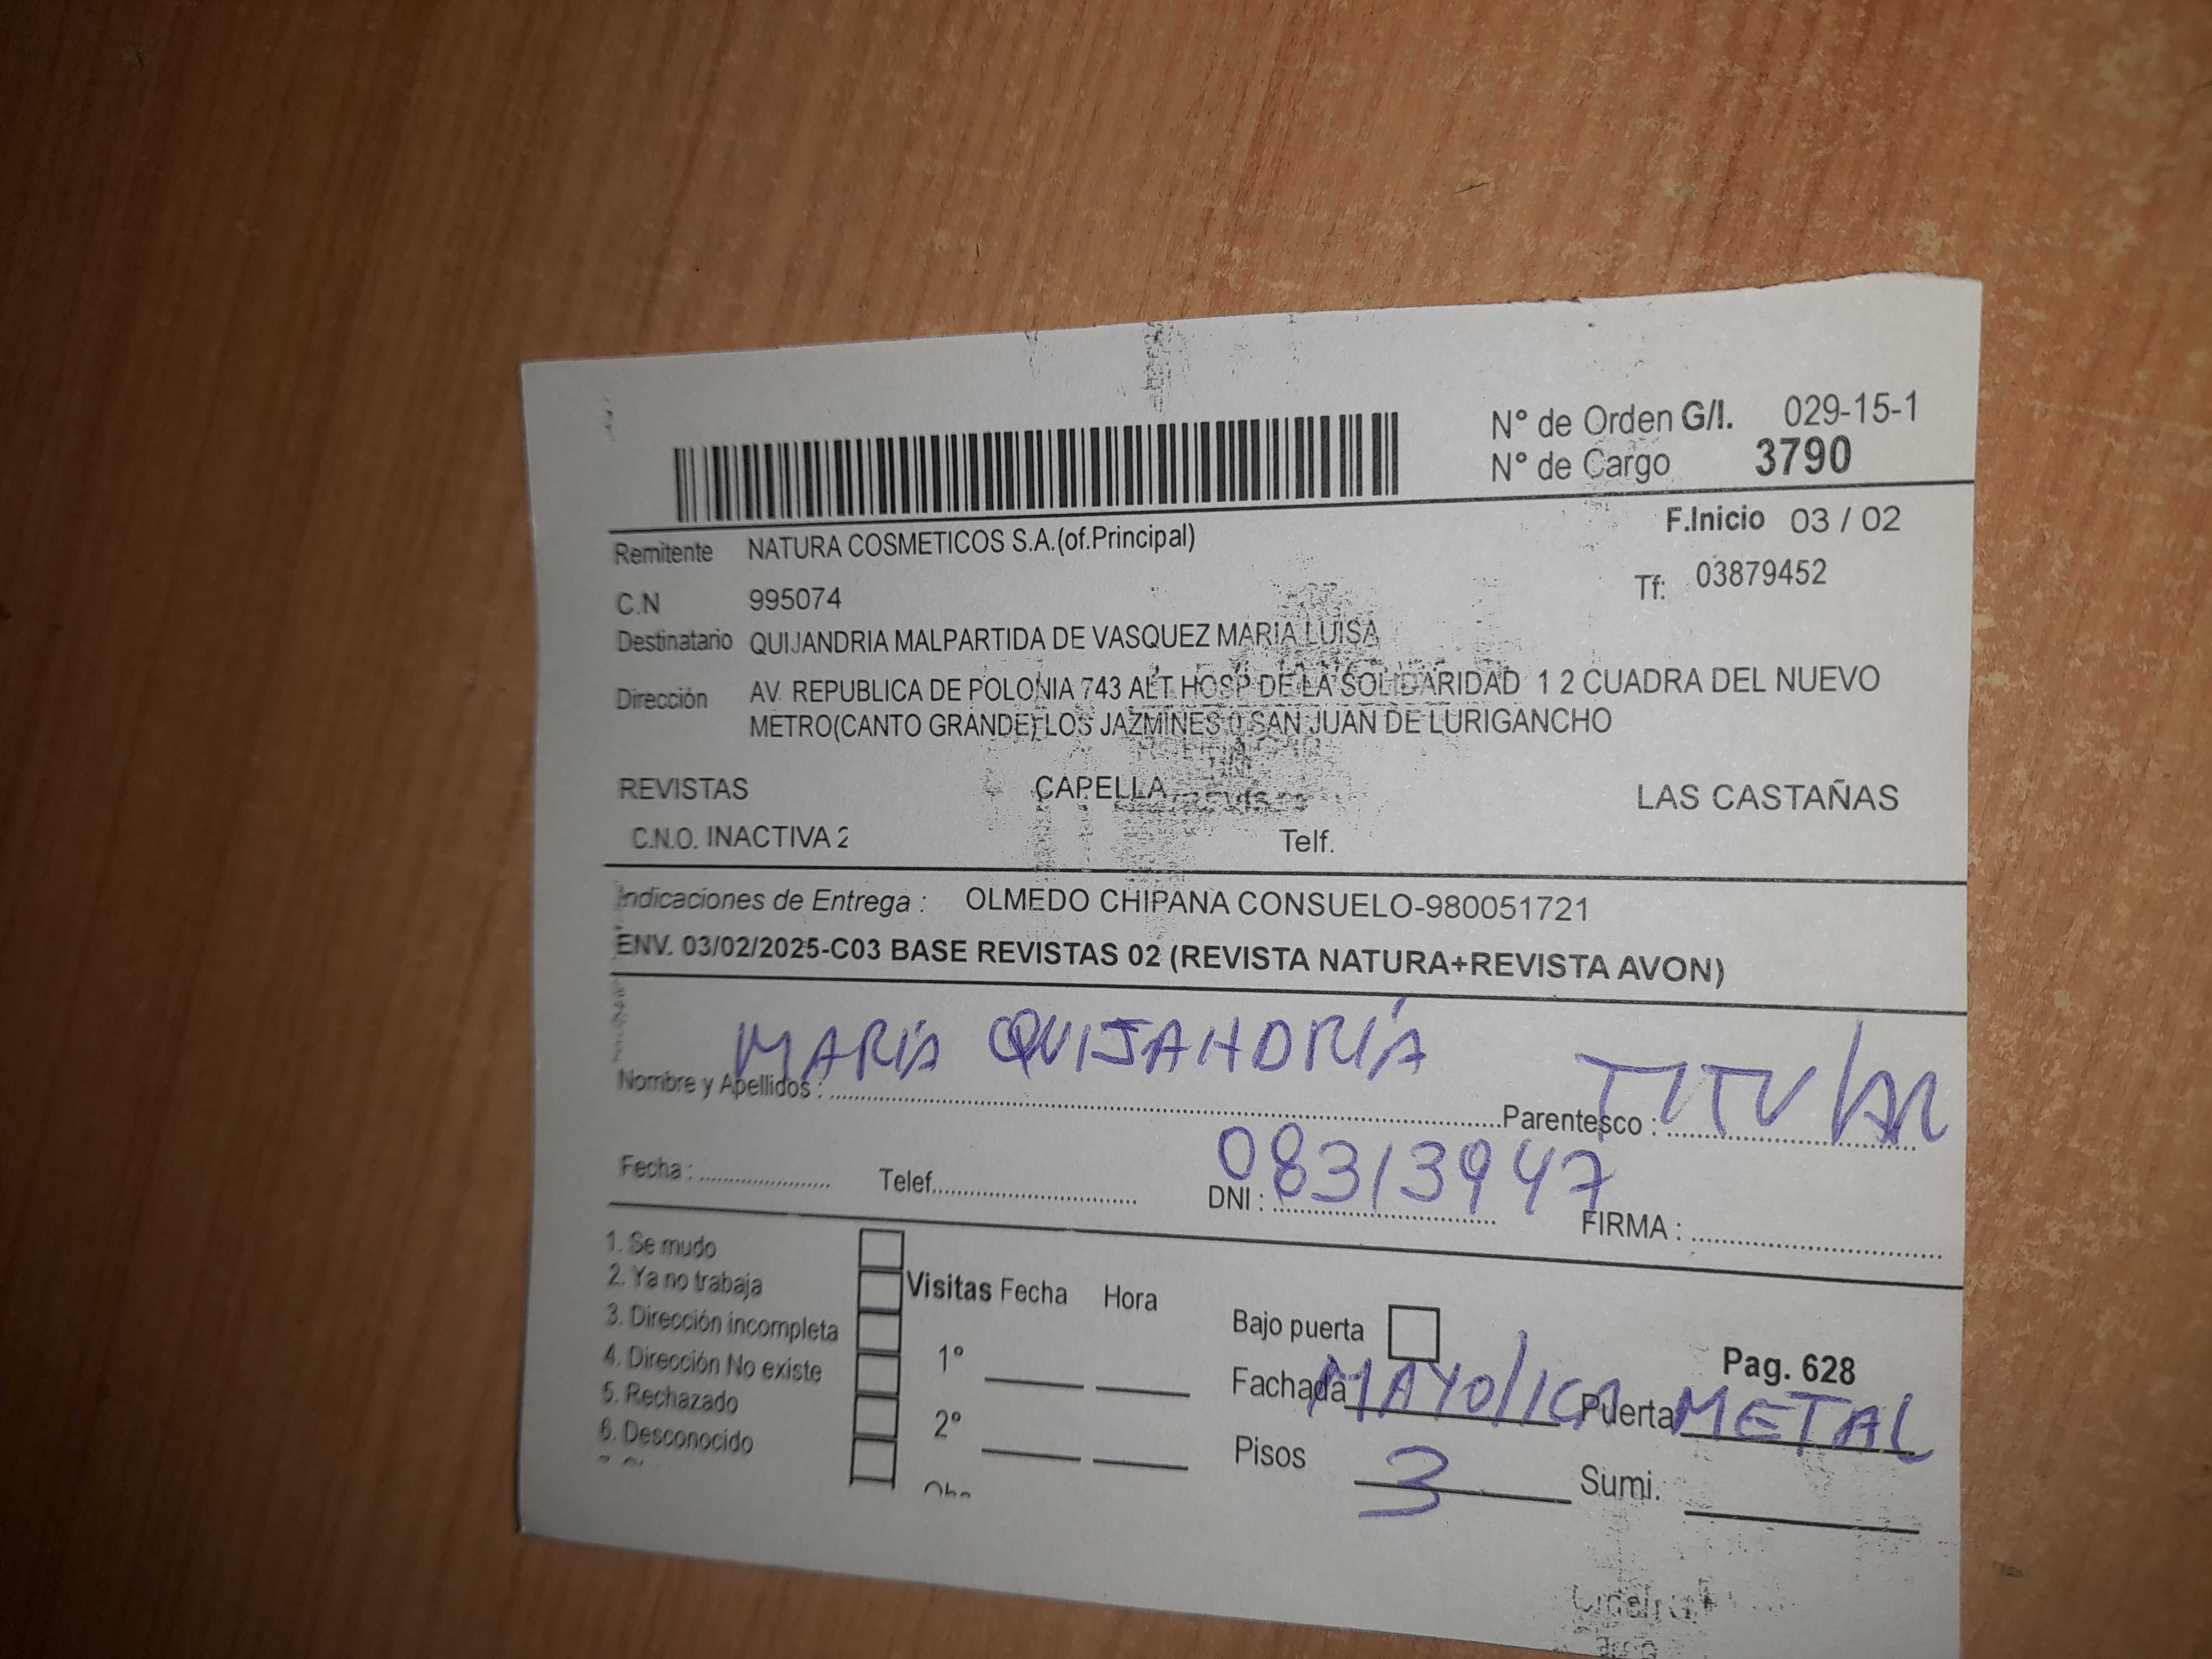 N° de Orden G/I. 029-15-1
N° de Cargo 3790
F.Inicio 03 / 02
Remitente NATURA COSMETICOS S.A.(of.Principal)
C.N 995074 Tf: 03879452
Destinatario QUIJANDRIA MALPARTIDA DE VASQUEZ MARIA LUISA
Dirección AV. REPUBLICA DE POLONIA 743 ALT.HOSP.DE LA SOLIDARIDAD 1 2 CUADRA DEL NUEVO
METRO(CANTO GRANDE) LOS JAZMINES 0 SAN JUAN DE LURIGANCHO
REVISTAS CAPELLA LAS CASTAÑAS
C.N.O. INACTIVA 2 Telf.
Indicaciones de Entrega : OLMEDO CHIPANA CONSUELO-980051721
ENV. 03/02/2025-C03 BASE REVISTAS 02 (REVISTA NATURA+REVISTA AVON)
Nombre y Apellidos : MARÍA QUIJANDRÍA Parentesco : TITULAR
Fecha : Telef. DNI : 08313947 FIRMA :
1. Se mudo
2. Ya no trabaja
3. Dirección incompleta
4. Dirección No existe
5. Rechazado
6. Desconocido
Visitas Fecha Hora
1°
2°
Bajo puerta Pag. 628
Fachada MAYOLICA Puerta METAL
Pisos 3 Sumi.